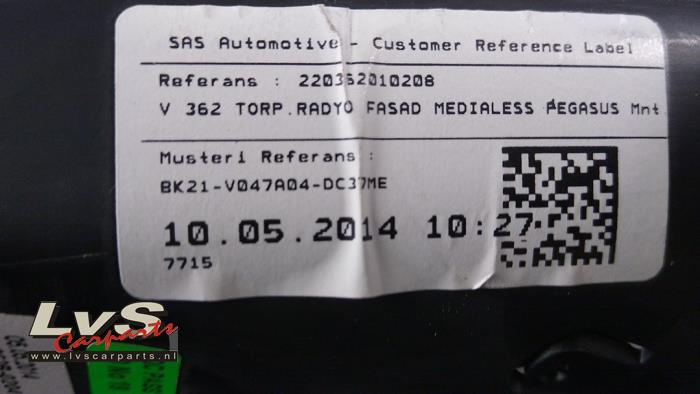 SAS Automotive - Customer Reference Label
Referans : 220362010208
V 362 TORP.RADYO FASAD MEDIALESS PEGASUS Mnt
Musteri Referans :
BK21-V047A04-DC37ME
10.05.2014 10:27
7715
LvS
Carparts
www.lvscarparts.nl